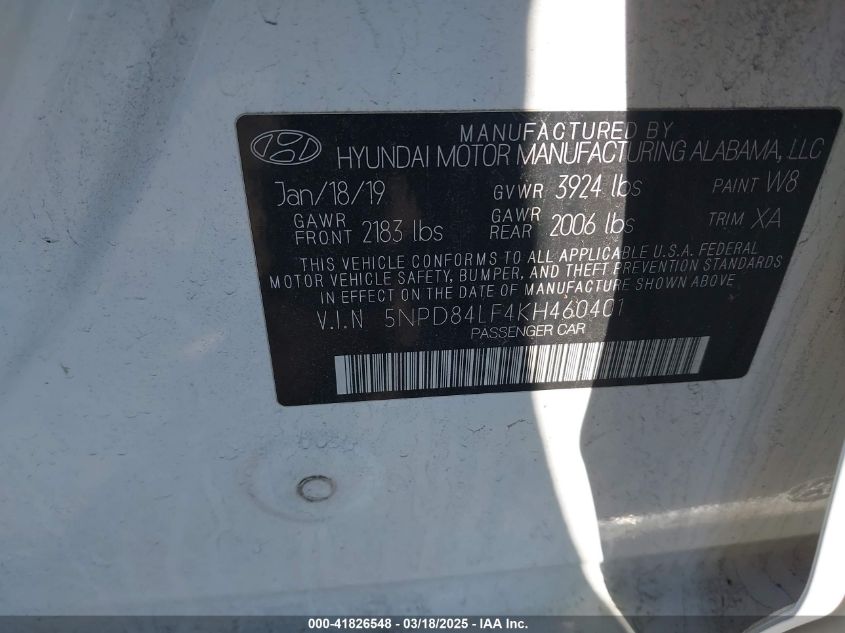 MANUFACTURED BY
HYUNDAI MOTOR MANUFACTURING ALABAMA, LLC
Jan/18/19 GVWR 3924 lbs PAINT W8
GAWR FRONT 2183 lbs GAWR REAR 2006 lbs TRIM XA
THIS VEHICLE CONFORMS TO ALL APPLICABLE U.S.A. FEDERAL
MOTOR VEHICLE SAFETY, BUMPER, AND THEFT PREVENTION STANDARDS
IN EFFECT ON THE DATE OF MANUFACTURE SHOWN ABOVE
V.I.N 5NPD84LF4KH460401
PASSENGER CAR
000-41826548 - 03/18/2025 - IAA Inc.